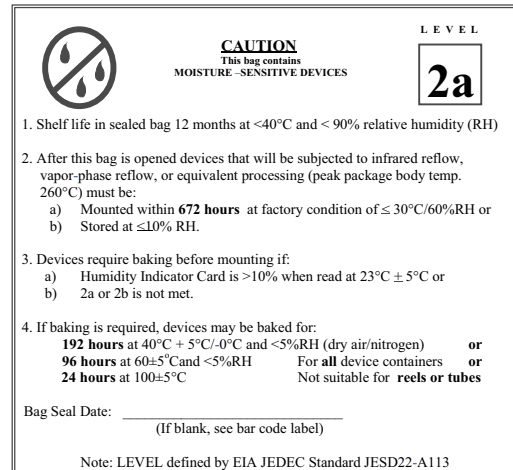 LEVEL
CAUTION
This bag contains
MOISTURE –SENSITIVE DEVICES
2a
1. Shelf life in sealed bag 12 months at <40°C and < 90% relative humidity (RH)
2. After this bag is opened devices that will be subjected to infrared reflow,
vapor-phase reflow, or equivalent processing (peak package body temp.
260°C) must be:
a) Mounted within 672 hours at factory condition of ≤ 30°C/60%RH or
b) Stored at ≤10% RH.
3. Devices require baking before mounting if:
a) Humidity Indicator Card is >10% when read at 23°C ± 5°C or
b) 2a or 2b is not met.
4. If baking is required, devices may be baked for:
192 hours at 40°C + 5°C/-0°C and <5%RH (dry air/nitrogen) or
96 hours at 60±5°Cand <5%RH For all device containers or
24 hours at 100±5°C Not suitable for reels or tubes
Bag Seal Date: ______________________________
(If blank, see bar code label)
Note: LEVEL defined by EIA JEDEC Standard JESD22-A113